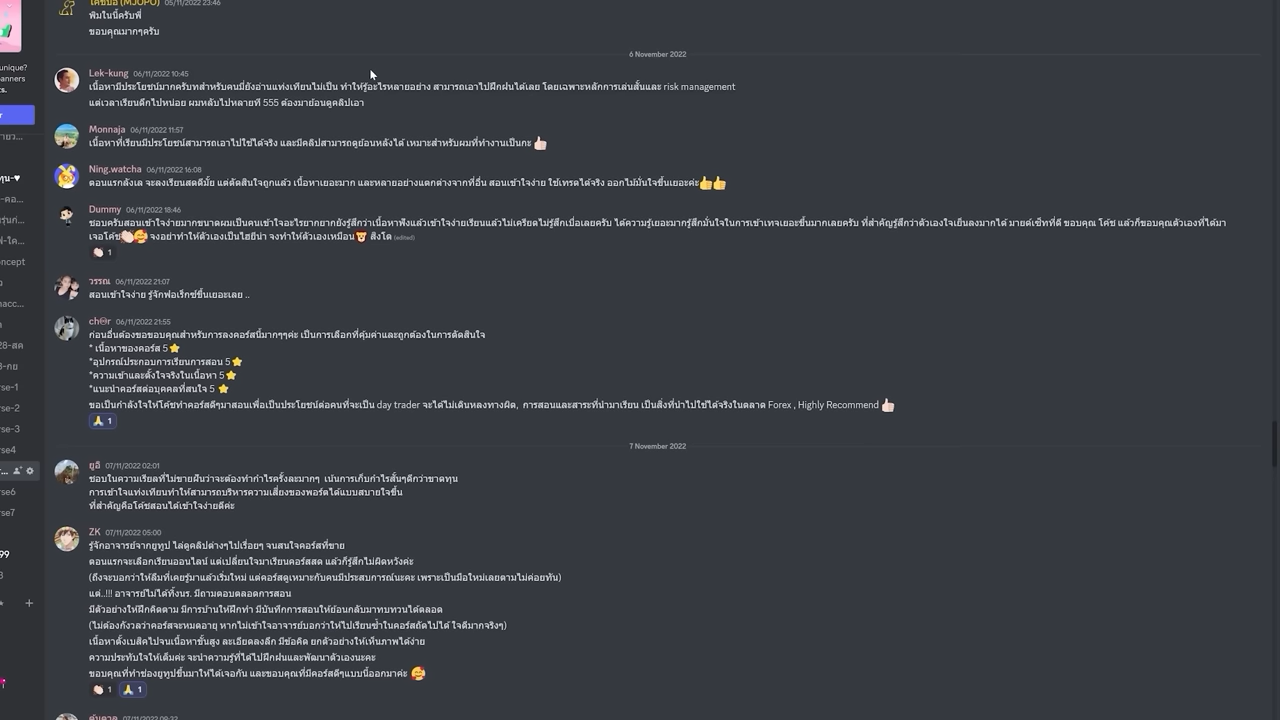 โค้ชปอ (MJOPO) 05/11/2022 23:46
พิมในนี้ครับพี่
ขอบคุณมากๆครับ
6 November 2022
Lek-kung 06/11/2022 10:45
เนื้อหามีประโยชน์มากครับทสำหรับคนมี่ยังอ่านแท่งเทียนไม่เป็น ทำให้รู้อะไรหลายอย่าง สามารถเอาไปฝึกฝนได้เลย โดยเฉพาะหลักการเล่นสั้นและ risk management
แต่เวลาเรียนดึกไปหน่อย ผมหลับไปหลายที 555 ต้องมาย้อนดูคลิปเอา
Monnaja 06/11/2022 11:57
เนื้อหาที่เรียนมีประโยชน์สามารถเอาไปใช้ได้จริง และมีคลิปสามารถดูย้อนหลังได้ เหมาะสำหรับผมที่ทำงานเป็นกะ 👍🏻
Ning.watcha 06/11/2022 16:08
ตอนแรกลังเล จะลงเรียนสดดีมั้ย แต่ตัดสินใจถูกแล้ว เนื้อหาเยอะมาก และหลายอย่างแตกต่างจากที่อื่น สอนเข้าใจง่าย ใช้เทรดได้จริง ออกไม้มั่นใจขึ้นเยอะค่ะ👍👍
Dummy 06/11/2022 18:46
ชอบครับสอนเข้าใจง่ายมากขนาดผมเป็นคนเข้าใจอะไรยากยากยังรู้สึกว่าเนื้อหาฟังแล้วเข้าใจง่ายเรียนแล้วไม่เครียดไม่รู้สึกเบื่อเลยครับ ได้ความรู้เยอะมากรู้สึกมั่นใจในการเข้าเทจเยอะขึ้นมากเลยครับ ที่สำคัญรู้สึกว่าตัวเองใจเย็นลงมากได้ มายด์เซ็ทที่ดี ขอบคุณ โค้ช แล้วก็ขอบคุณตัวเองที่ได้มา
เจอโค้ช👏🏻🥰 จงอย่าทำให้ตัวเองเป็นไฮยีน่า จงทำให้ตัวเองเหมือน🦁 สิงโต (edited)
👏🏻 1
วรรณ 06/11/2022 21:07
สอนเข้าใจง่าย รู้จักฟอเร็กซ์ขึ้นเยอะเลย ..
06/11/2022 21:55
ก่อนอื่นต้องขอขอบคุณสำหรับการลงคอร์สนี้มากๆๆค่ะ เป็นการเลือกที่คุ้มค่าและถูกต้องในการตัดสินใจ
* เนื้อหาของคอร์ส 5⭐
*อุปกรณ์ประกอบการเรียนการสอน 5⭐
*ความเข้าและตั้งใจจริงในเนื้อหา 5⭐
*แนะนำคอร์สต่อบุคคลที่สนใจ 5 ⭐
ขอเป็นกำลังใจให้โค้ชทำคอร์สดีๆมาสอนเพื่อเป็นประโยชน์ต่อคนที่จะเป็น day trader จะได้ไม่เดินหลงทางผิด, การสอนและสาระที่นำมาเรียน เป็นสิ่งที่นำไปใช้ได้จริงในตลาด Forex , Highly Recommend 👍🏻
🙏 1
7 November 2022
ยูอิ 07/11/2022 02:01
ชอบในความเรียลที่ไม่ขายฝันว่าจะต้องทำกำไรครั้งละมากๆ เน้นการเก็บกำไรสั้นๆดีกว่าขาดทุน
การเข้าใจแท่งเทียนทำให้สามารถบริหารความเสี่ยงของพอร์ตได้แบบสบายใจขึ้น
ที่สำคัญคือโค้ชสอนได้เข้าใจง่ายดีค่ะ
ZK 07/11/2022 05:00
รู้จักอาจารย์จากยูทูป ไล่ดูคลิปต่างๆไปเรื่อยๆ จนสนใจคอร์สที่ขาย
ตอนแรกจะเลือกเรียนออนไลน์ แต่เปลี่ยนใจมาเรียนคอร์สสด แล้วก็รู้สึกไม่ผิดหวังค่ะ
(ถึงจะบอกว่าให้ลืมที่เคยรู้มาแล้วเริ่มใหม่ แต่คอร์สดูเหมาะกับคนมีประสบการณ์นะคะ เพราะเป็นมือใหม่เลยตามไม่ค่อยทัน)
แต่..!!! อาจารย์ไม่ได้ทิ้งนร. มีถามตอบตลอดการสอน
มีตัวอย่างให้ฝึกคิดตาม มีการบ้านให้ฝึกทำ มีบันทึกการสอนให้ย้อนกลับมาทบทวนได้ตลอด
(ไม่ต้องกังวลว่าคอร์สจะหมดอายุ หากไม่เข้าใจอาจารย์บอกว่าให้ไปเรียนซ้ำในคอร์สถัดไปได้ ใจดีมากจริงๆ)
เนื้อหาตั้งเบสิคไปจนเนื้อหาขั้นสูง ละเอียดลงลึก มีข้อคิด ยกตัวอย่างให้เห็นภาพได้ง่าย
ความประทับใจให้เต็มค่ะ จะนำความรู้ที่ได้ไปฝึกฝนและพัฒนาตัวเองนะคะ
ขอบคุณที่ทำช่องยูทูปขึ้นมาให้ได้เจอกัน และขอบคุณที่มีคอร์สดีๆแบบนี้ออกมาค่ะ 🥰
👏🏻 1 🙏 1